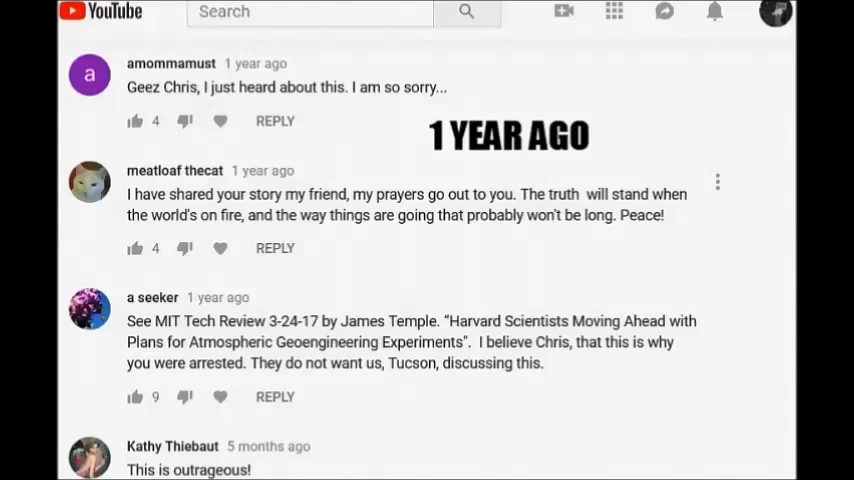 YouTube
Search
a
amommamust 1 year ago
Geez Chris, I just heard about this. I am so sorry...
4 REPLY
1 YEAR AGO
meatloaf thecat 1 year ago
I have shared your story my friend, my prayers go out to you. The truth will stand when
the world's on fire, and the way things are going that probably won't be long. Peace!
4 REPLY
a seeker 1 year ago
See MIT Tech Review 3-24-17 by James Temple. “Harvard Scientists Moving Ahead with
Plans for Atmospheric Geoengineering Experiments". I believe Chris, that this is why
you were arrested. They do not want us, Tucson, discussing this.
9 REPLY
Kathy Thiebaut 5 months ago
This is outrageous!